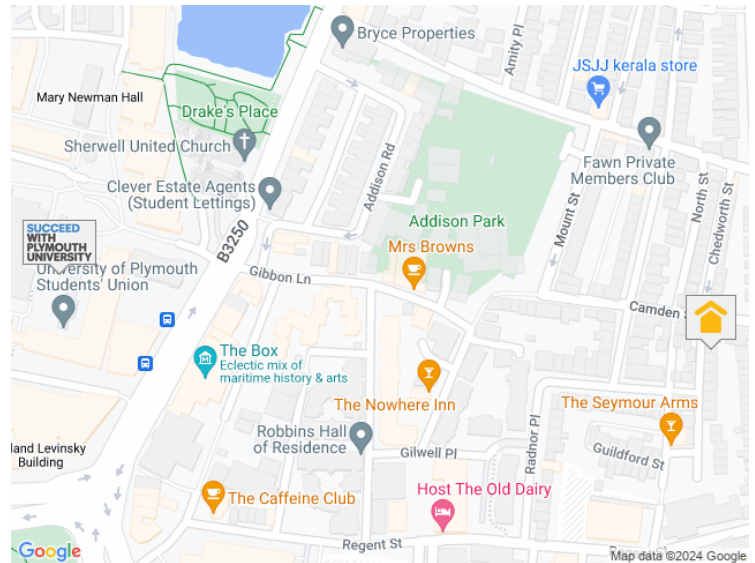 Bryce Properties
Amity Pl
JSJJ kerala store
Mary Newman Hall
Drake's Place
Sherwell United Church
Addison Rd
Fawn Private
Members Club
Clever Estate Agents
(Student Lettings)
North St
Chedworth St
Mount St
Addison Park
SUCCEED
WITH
PLYMOUTH
UNIVERSITY
B3250
Mrs Browns
University of Plymouth
Students' Union
Gibbon Ln
Camden S
The Box
Eclectic mix of
maritime history & arts
The Nowhere Inn
The Seymour Arms
Radnor Pl
Robbins Hall
of Residence
land Levinsky
Building
Gilwell Pl
Guildford St
The Caffeine Club
Host The Old Dairy
Regent St
Google
Map data ©2024 Google